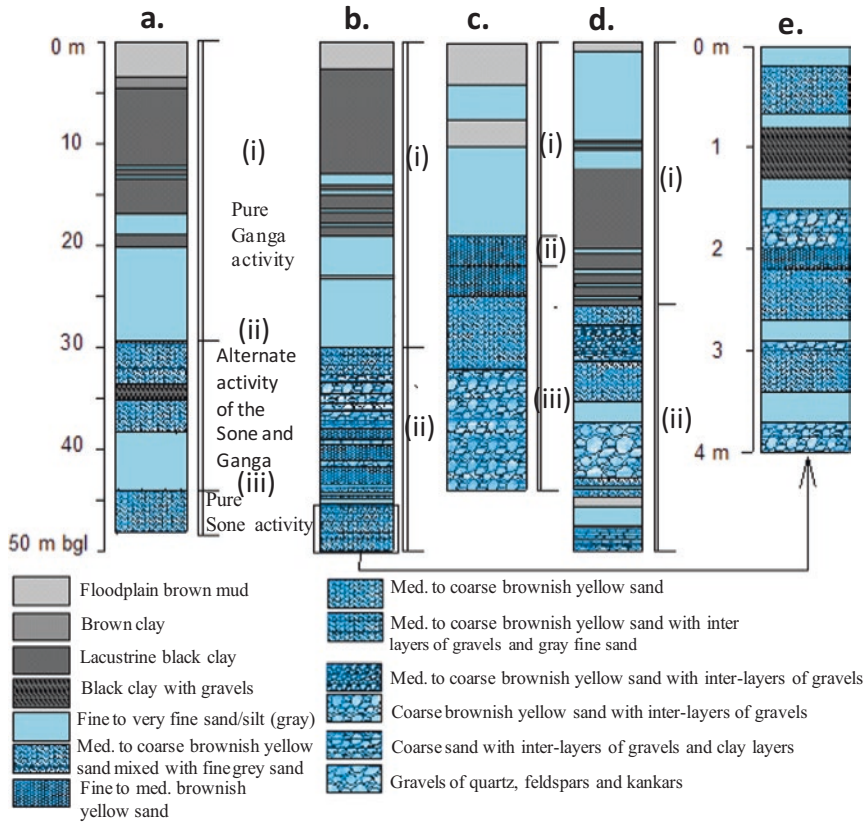 a.
b.
c.
d.
e.
0 m
10
20
30
40
50 m bgl
(i)
Pure
Ganga
activity
(ii)
Alternate
activity
of the
Sone and
Ganga
(iii)
Pure
Sone activity
(i)
(ii)
(i)
(ii)
(iii)
(i)
(ii)
0 m
1
2
3
4 m
Floodplain brown mud
Brown clay
Lacustrine black clay
Black clay with gravels
Fine to very fine sand/silt (gray)
Med. to coarse brownish yellow
sand mixed with fine grey sand
Fine to med. brownish
yellow sand
Med. to coarse brownish yellow sand
Med. to coarse brownish yellow sand with inter
layers of gravels and gray fine sand
Med. to coarse brownish yellow sand with inter-layers of gravels
Coarse brownish yellow sand with inter-layers of gravels
Coarse sand with inter-layers of gravels and clay layers
Gravels of quartz, feldspars and kankars